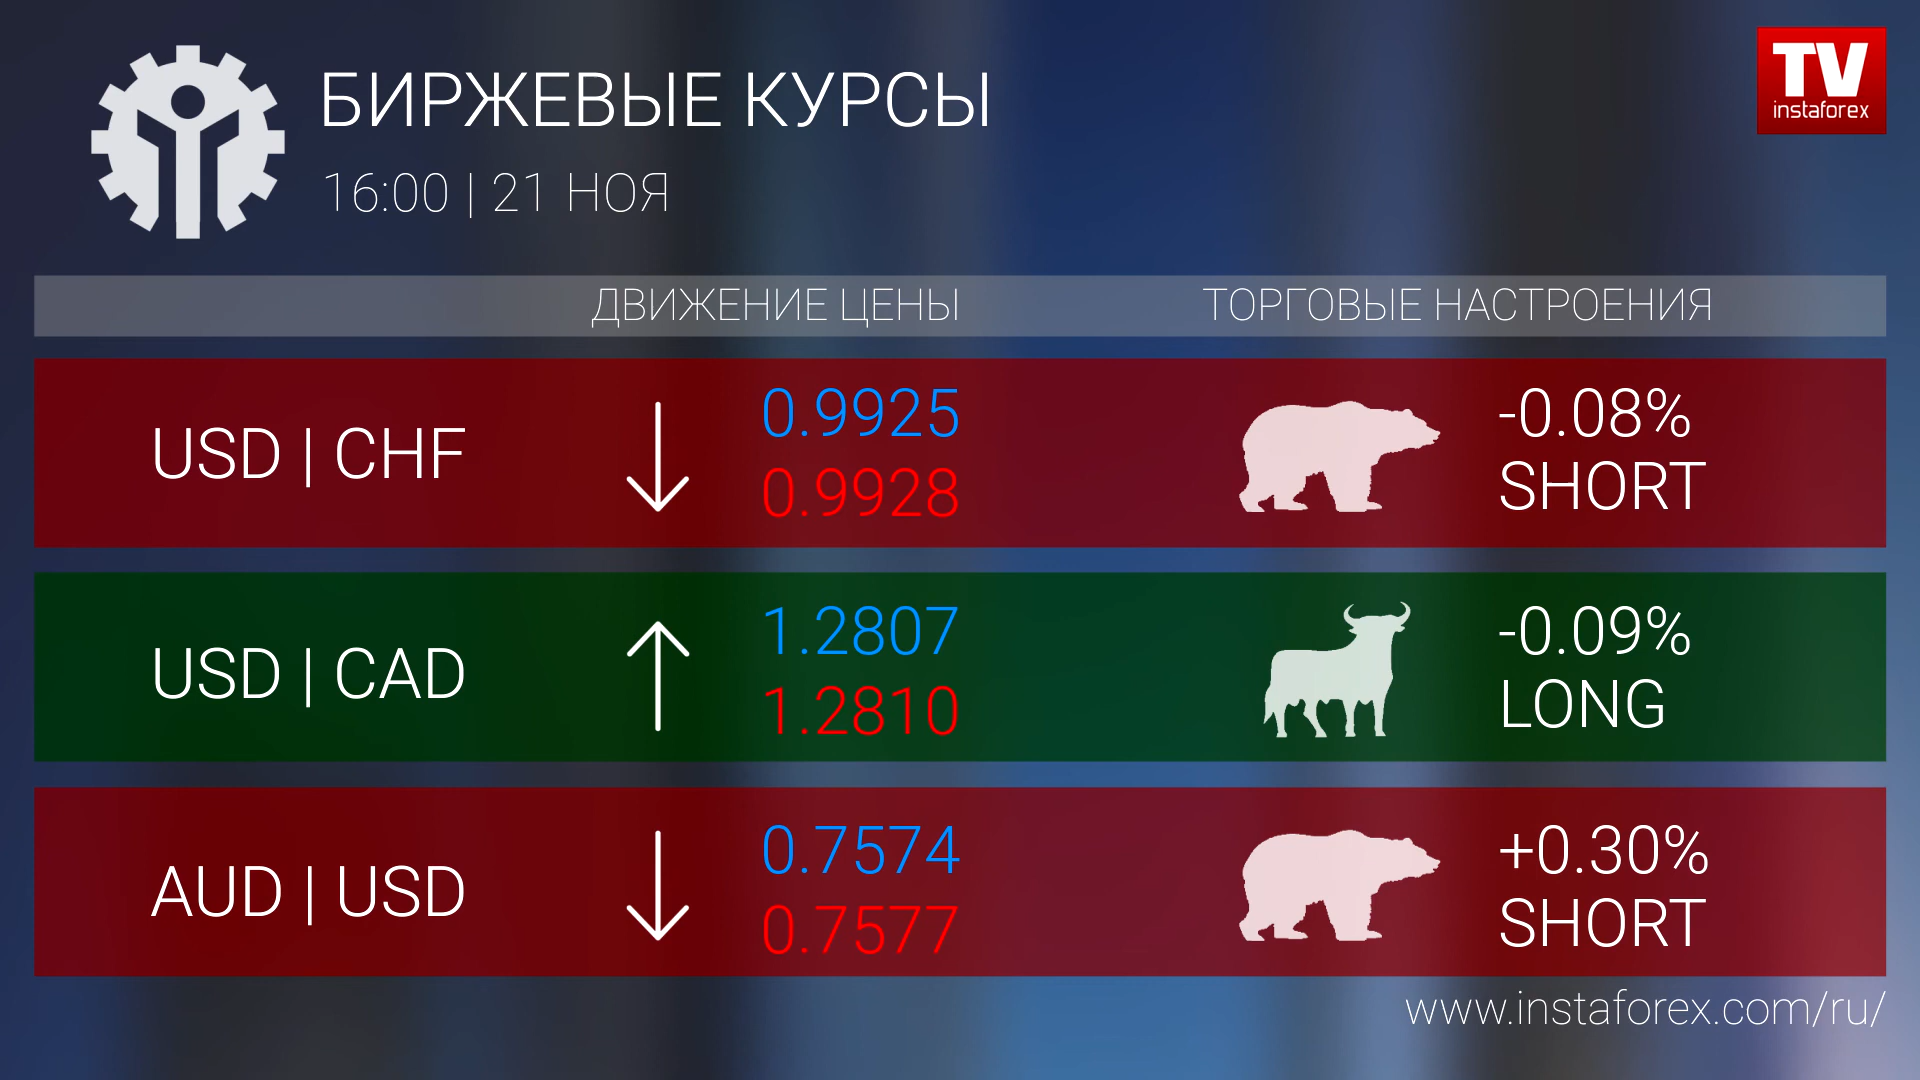 БИРЖЕВЫЕ КУРСЫ
TV
instaforex
16:00 | 21 НОЯ
ДВИЖЕНИЕ ЦЕНЫ ТОРГОВЫЕ НАСТРОЕНИЯ
USD | CHF
0.9925
0.9928
-0.08%
SHORT
USD | CAD
1.2807
1.2810
-0.09%
LONG
AUD | USD
0.7574
0.7577
+0.30%
SHORT
www.instaforex.com/ru/